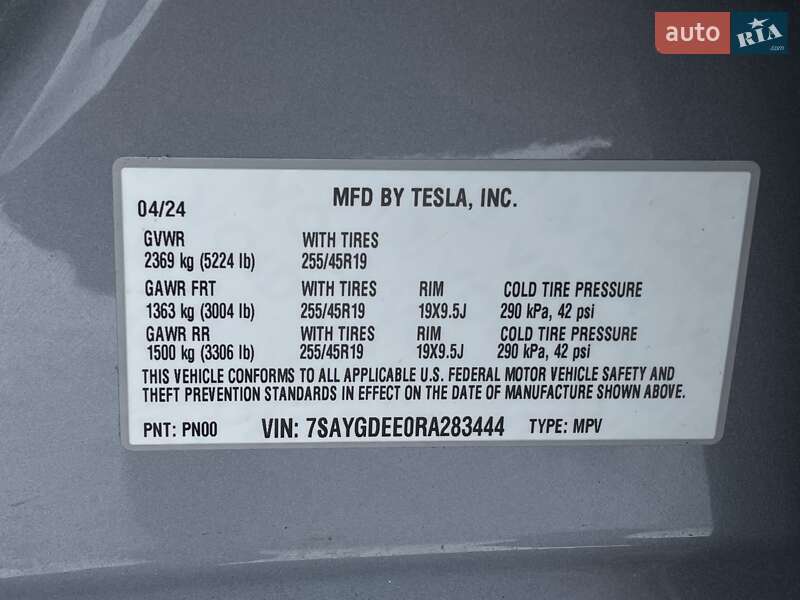 auto RIA.com
MFD BY TESLA, INC.
04/24
GVWR WITH TIRES
2369 kg (5224 lb) 255/45R19
GAWR FRT WITH TIRES RIM COLD TIRE PRESSURE
1363 kg (3004 lb) 255/45R19 19X9.5J 290 kPa, 42 psi
GAWR RR WITH TIRES RIM COLD TIRE PRESSURE
1500 kg (3306 lb) 255/45R19 19X9.5J 290 kPa, 42 psi
THIS VEHICLE CONFORMS TO ALL APPLICABLE U.S. FEDERAL MOTOR VEHICLE SAFETY AND
THEFT PREVENTION STANDARDS IN EFFECT ON THE DATE OF MANUFACTURE SHOWN ABOVE.
PNT: PN00 VIN: 7SAYGDEE0RA283444 TYPE: MPV